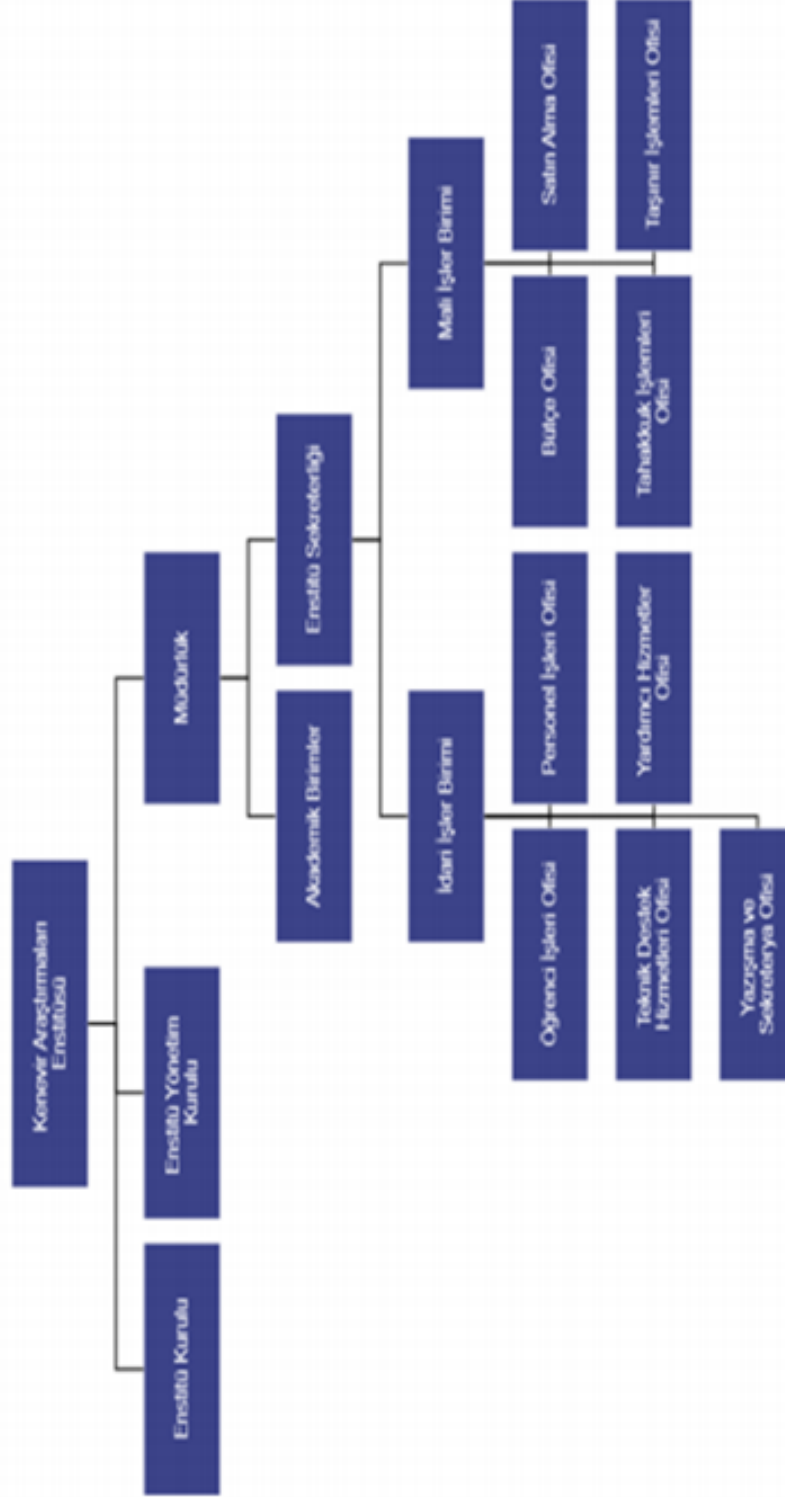 Kenevir Araştırmaları
Enstitüsü
Enstitü Kurulu
Enstitü Yönetim
Kurulu
Müdürlük
Akademik Birimler
Enstitü Sekreterliği
İdari İşler Birimi
Mali İşler Birimi
Öğrenci İşleri Ofisi
Personel İşleri Ofisi
Bütçe Ofisi
Satın Alma Ofisi
Teknik Destek
Hizmetleri Ofisi
Yardımcı Hizmetler
Ofisi
Tahakkuk İşlemleri
Ofisi
Taşınır İşlemleri Ofisi
Yazışma ve
Sekreterya Ofisi